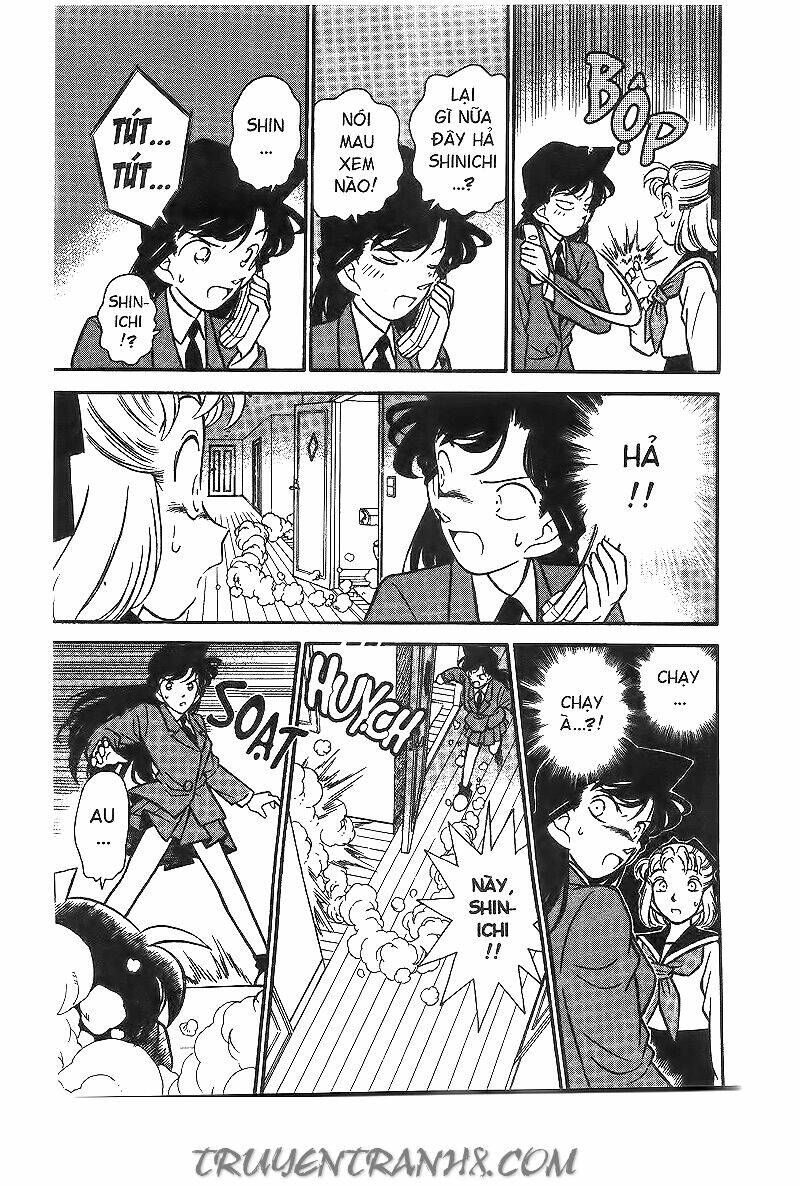 BỘP
LẠI
GÌ NỮA
ĐÂY HẢ
SHINICHI
...?
NÓI
MAU
XEM
NÀO!
SHIN
...
TÚT...
TÚT...
SHIN-
ICHI
!?
HẢ
!!
CHẠY
...
CHẠY
À...?!
HUỴCH
NÀY,
SHIN-
ICHI
!!
SOẠT
AU
...
TRUYENTRANH8.COM